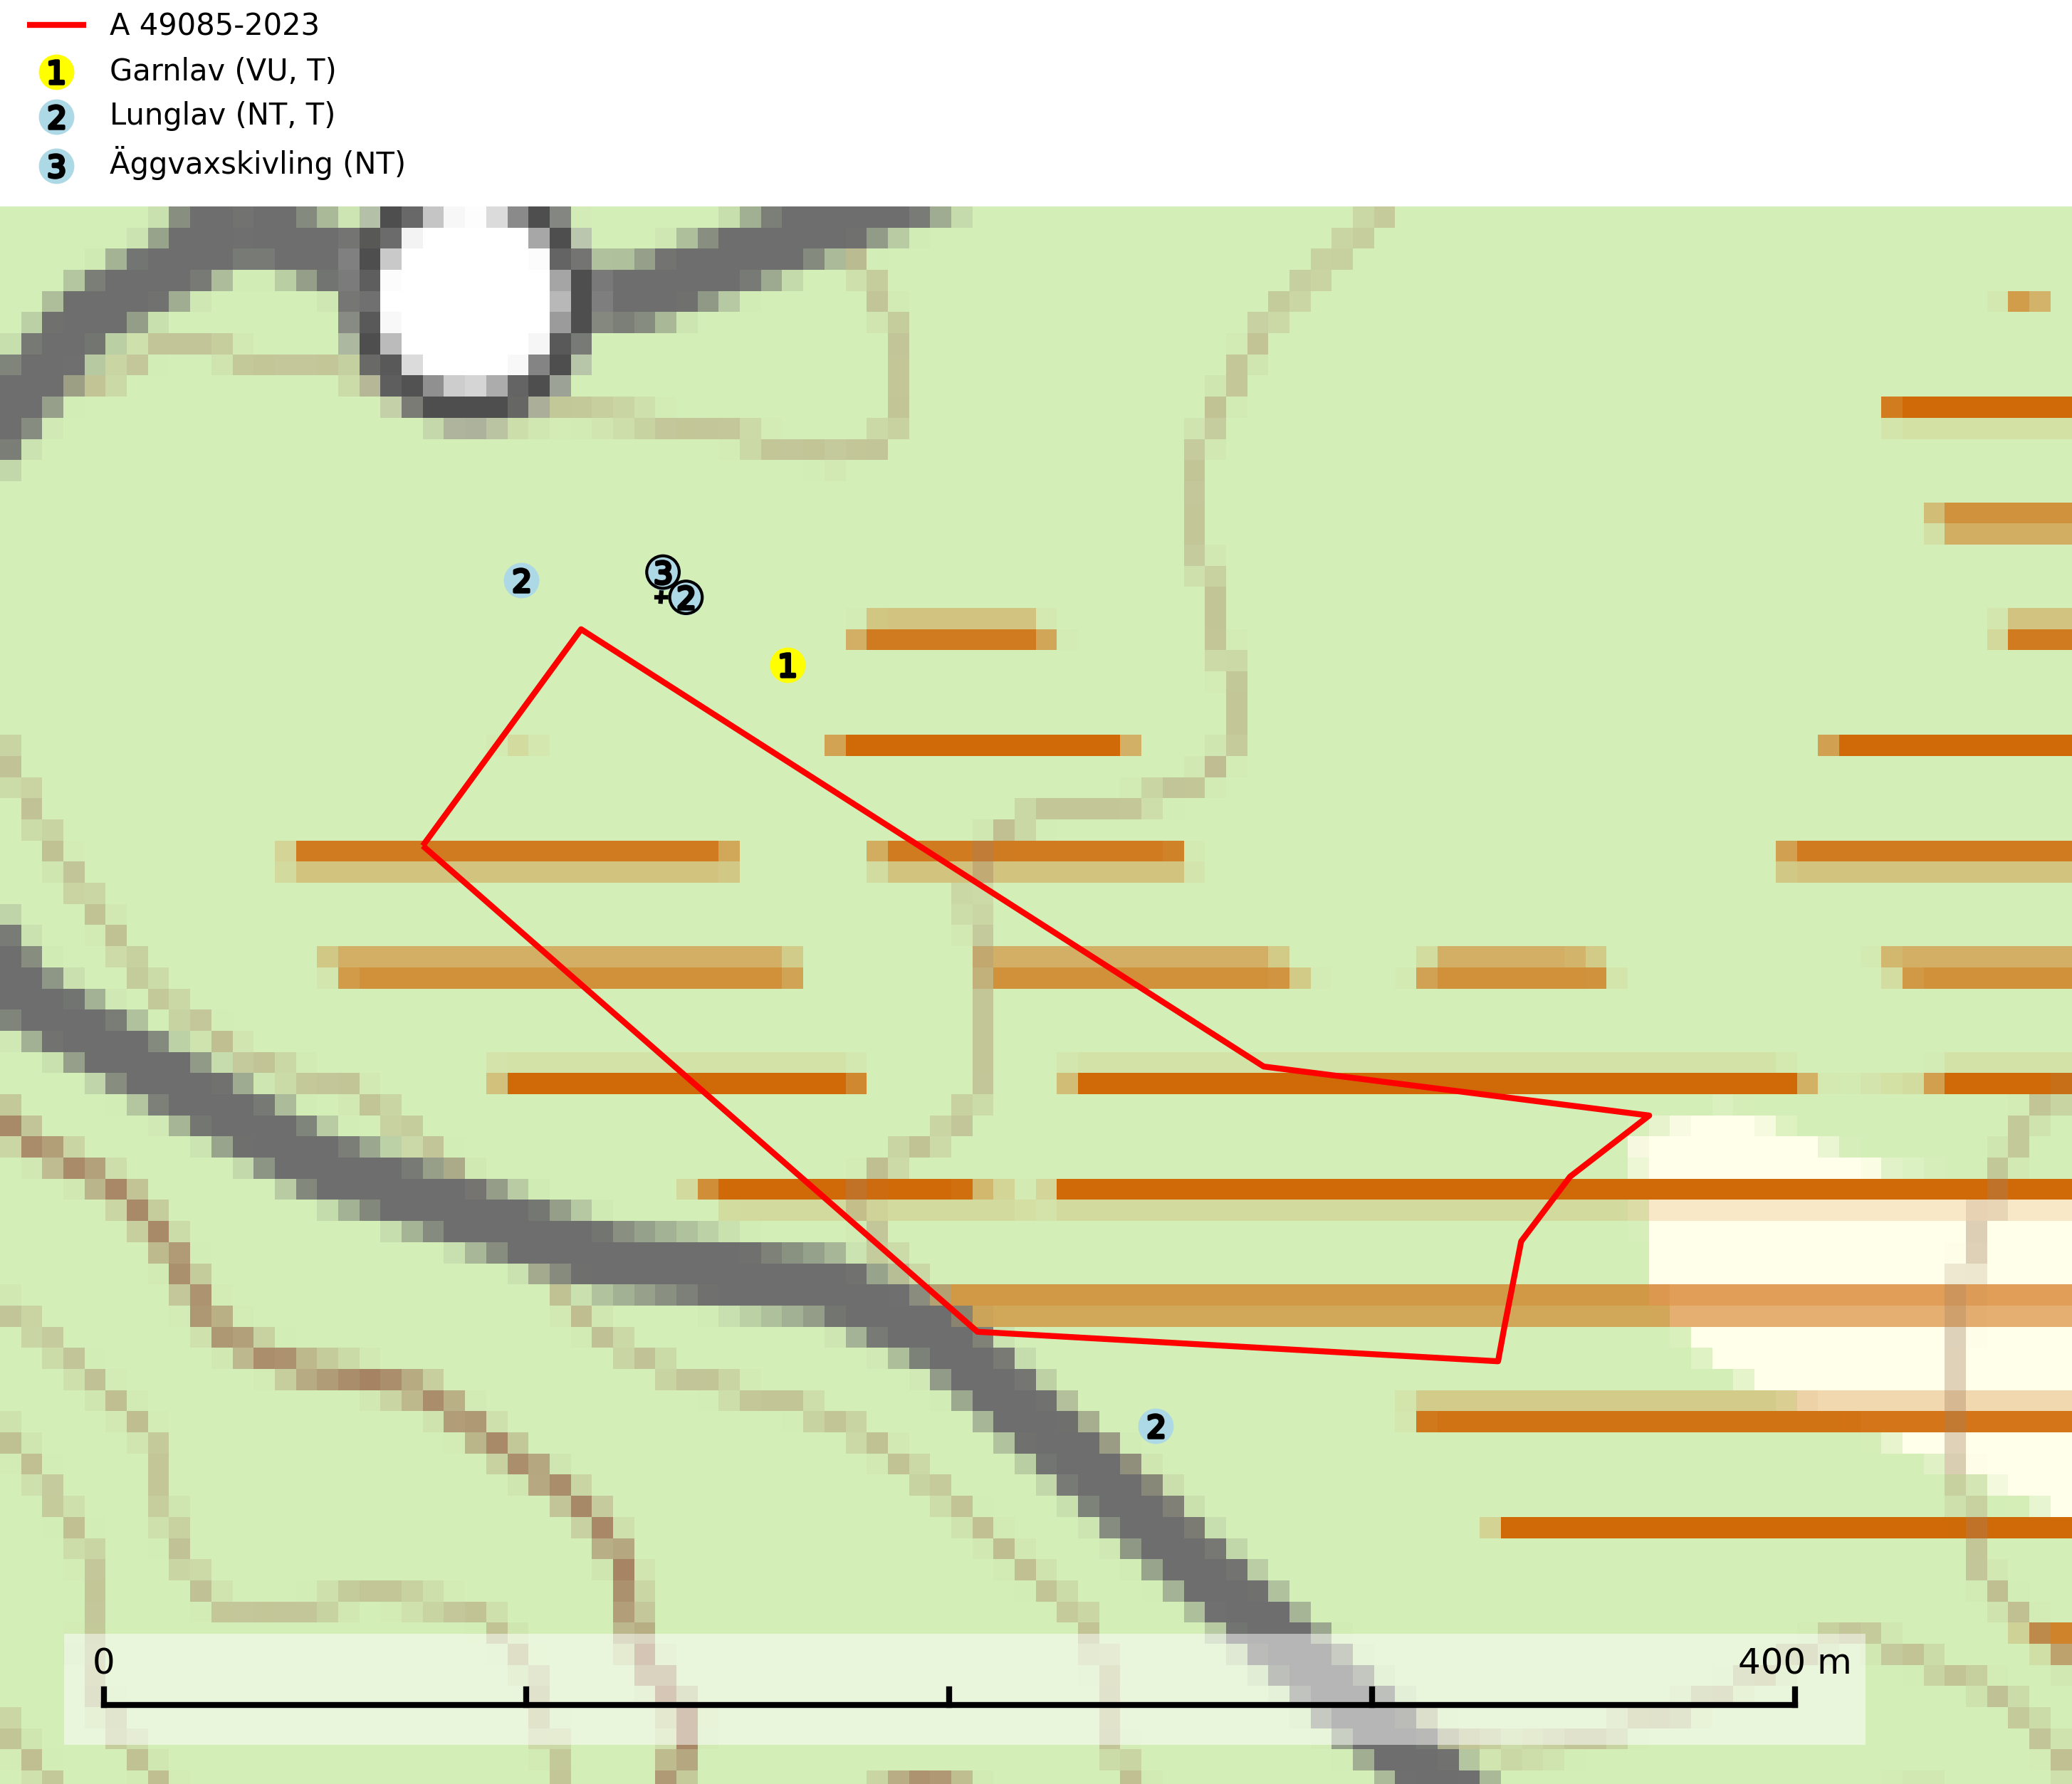 A 49085-2023
1 Garnlav (VU, T)
2 Lunglav (NT, T)
3 Äggvaxskivling (NT)
2
3
2
1
2
0 400 m